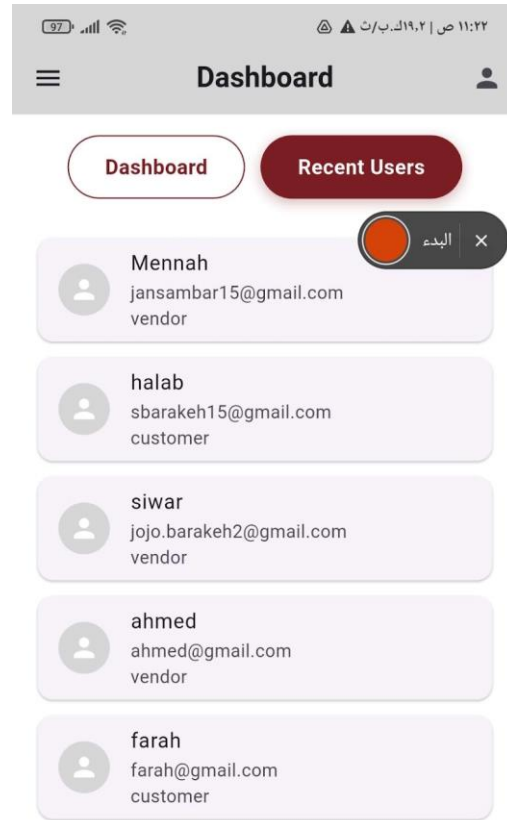 97
١١:٢٢ ص | ١٩,٢ك.ب/ث
Dashboard
Dashboard
Recent Users
البدء
×
Mennah
jansambar15@gmail.com
vendor
halab
sbarakeh15@gmail.com
customer
siwar
jojo.barakeh2@gmail.com
vendor
ahmed
ahmed@gmail.com
vendor
farah
farah@gmail.com
customer